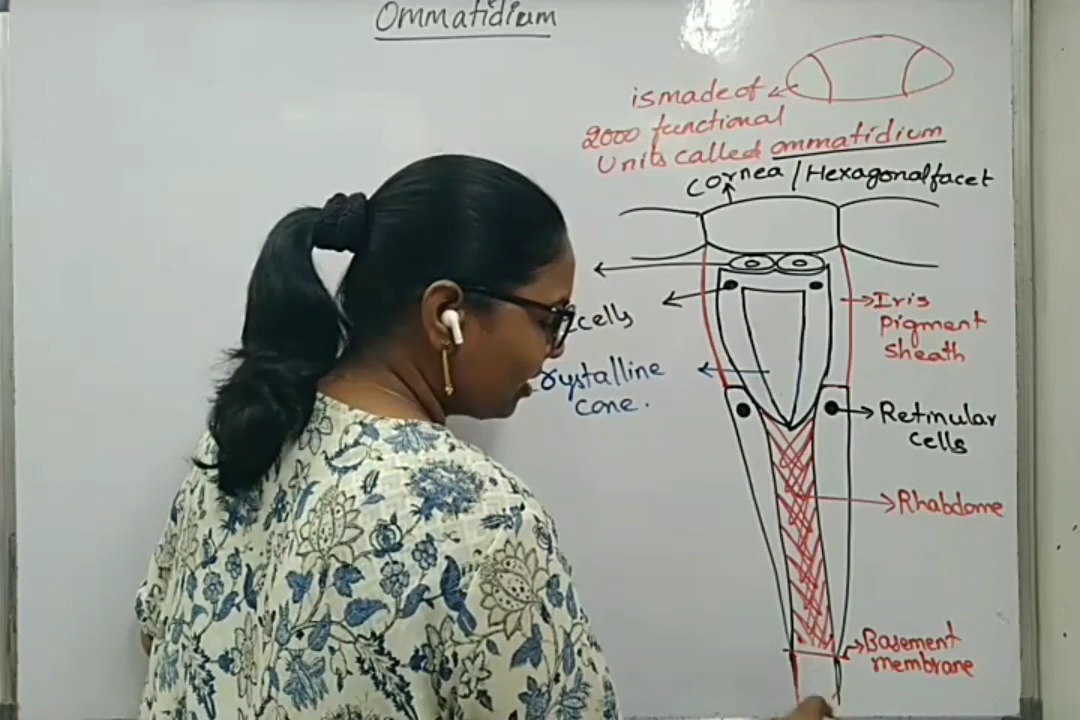 Ommatidium
is made of
2000 functional
Units called ommatidium
Cornea / Hexagonal facet
cells
Crystalline
cone.
Iris
Pigment
sheath
Retinular
cells
Rhabdome
Basement
membrane